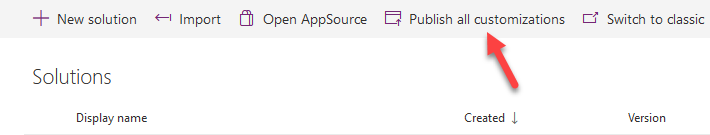 New solution Import Open AppSource Publish all customizations Switch to classic
Solutions
Display name Created Version